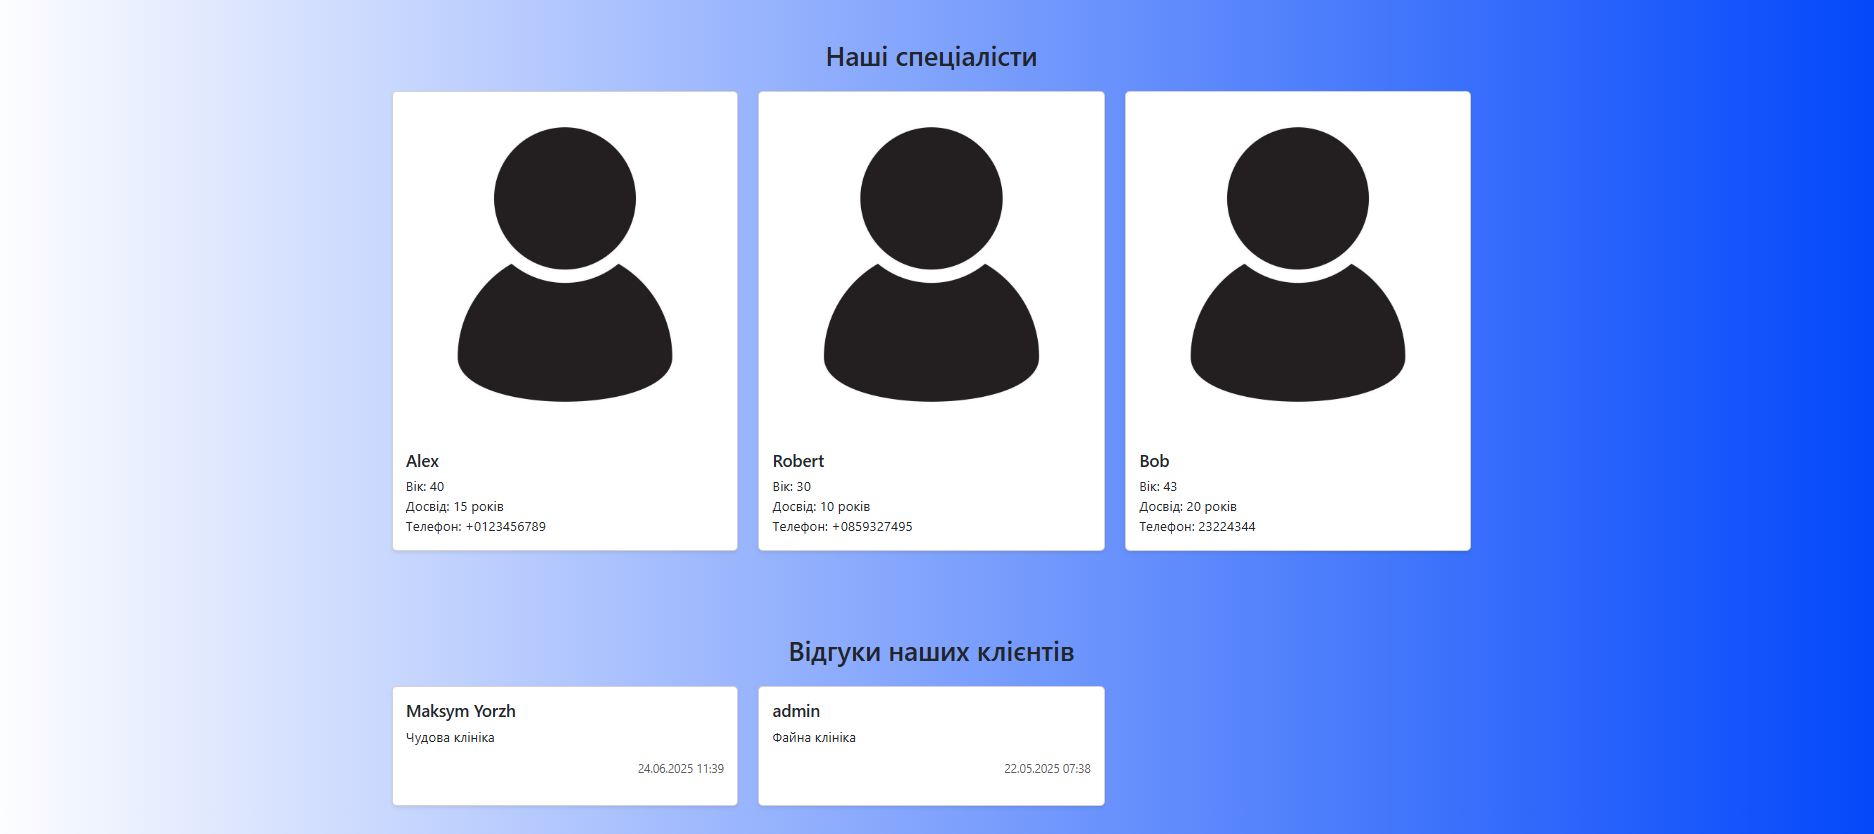 Наші спеціалісти
Alex
Вік: 40
Досвід: 15 років
Телефон: +0123456789
Robert
Вік: 30
Досвід: 10 років
Телефон: +0859327495
Bob
Вік: 43
Досвід: 20 років
Телефон: 23224344
Відгуки наших клієнтів
Maksym Yorzh
Чудова клініка
24.06.2025 11:39
admin
Файна клініка
22.05.2025 07:38